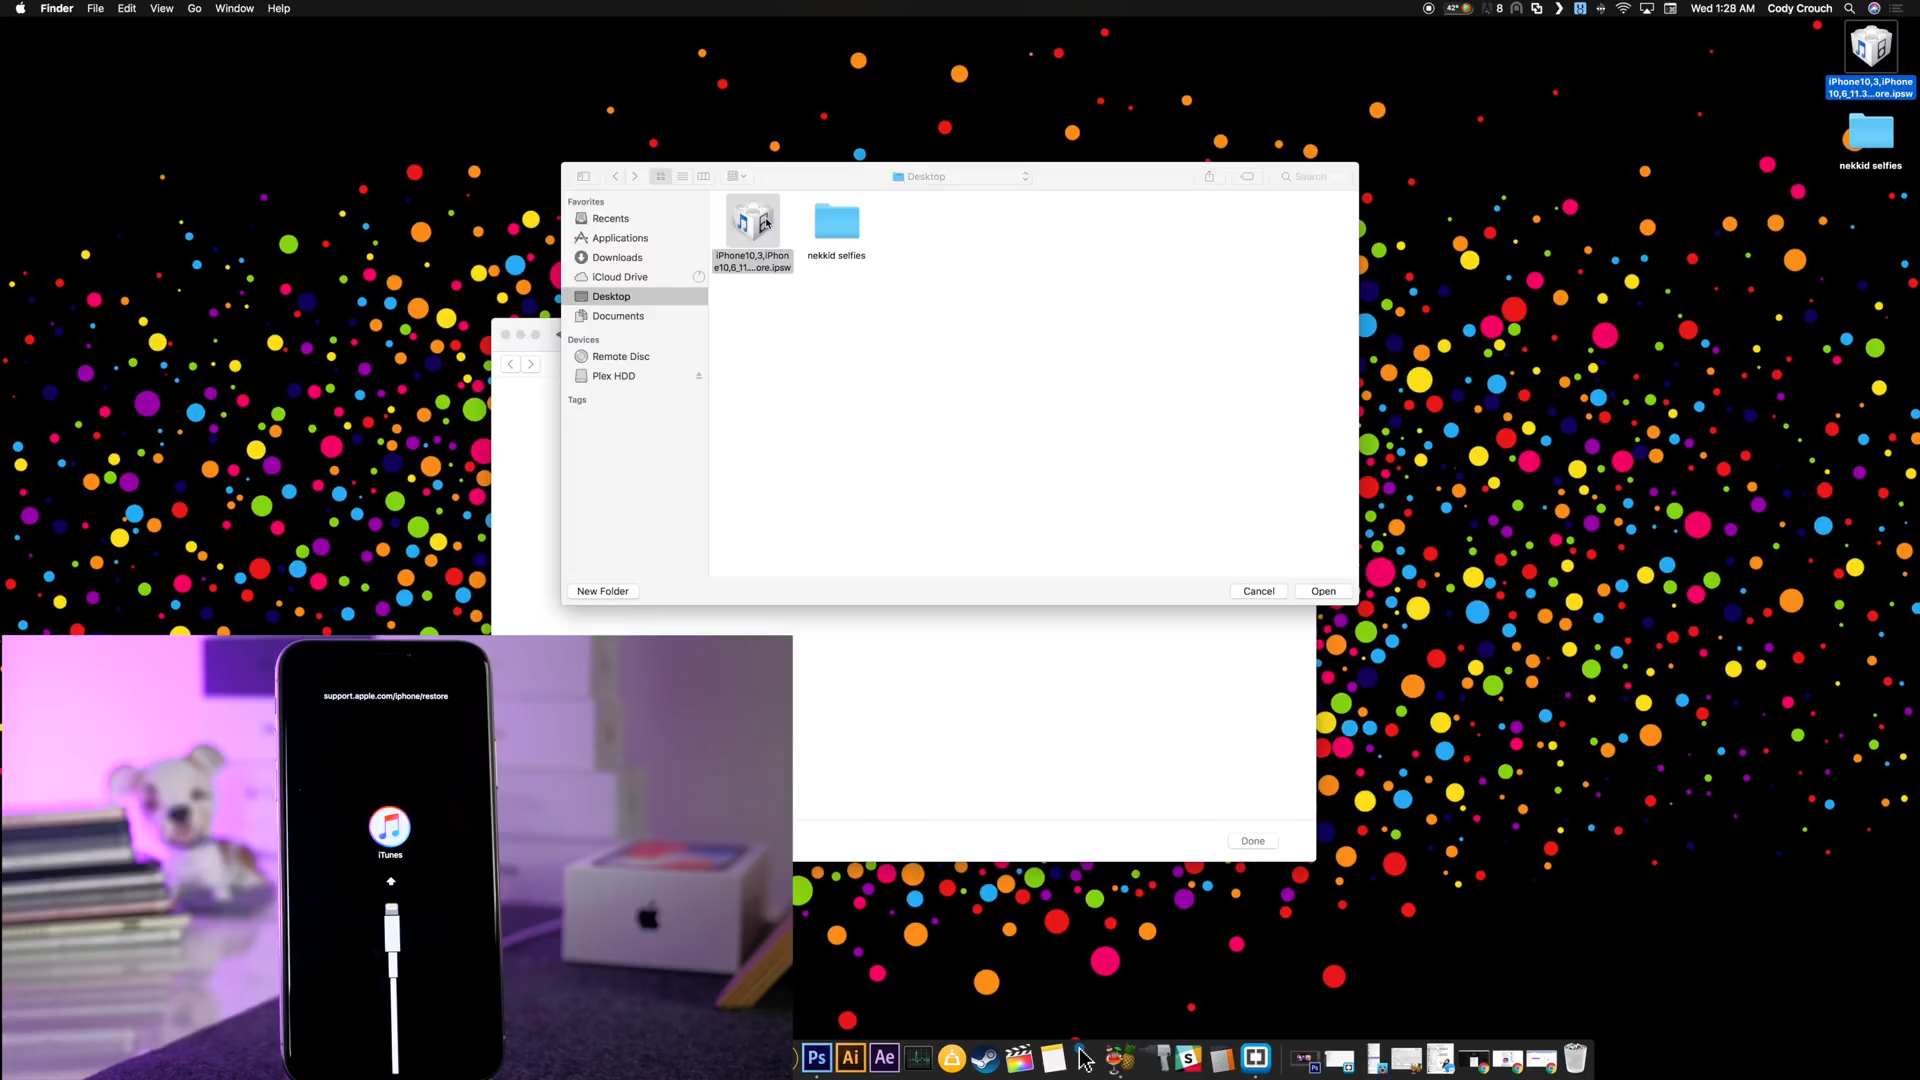 Finder File Edit View Go Window Help
42° 8 Wed 1:28 AM Cody Crouch
iPhone10,3,iPhone
10,6_11.3...ore.ipsw
nekkid selfies
Desktop
Search
Favorites
Recents
Applications
Downloads
iCloud Drive
Desktop
Documents
Devices
Remote Disc
Plex HDD
Tags
iPhone10,3,iPhon
e10,6_11....ore.ipsw
nekkid selfies
New Folder
Cancel
Open
Done
support.apple.com/iphone/restore
iTunes
Ps Ai Ae
S